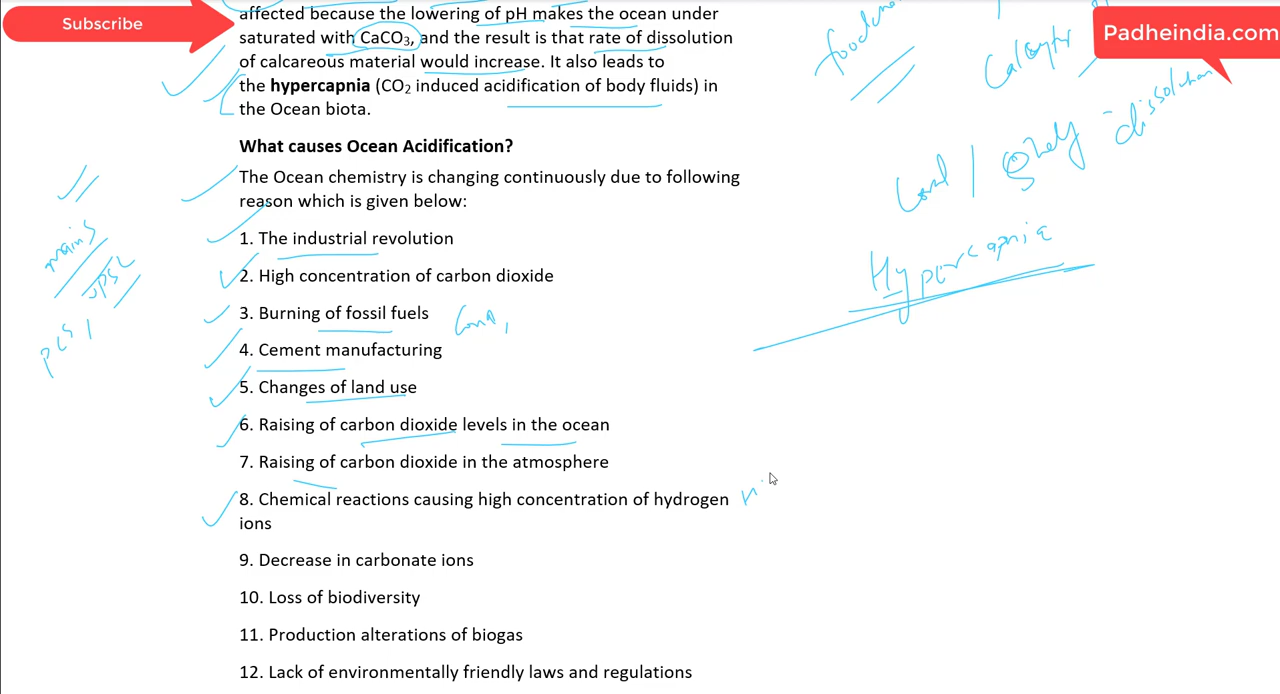 Subscribe
Padheindia.com
affected because the lowering of pH makes the ocean under
saturated with CaCO₃, and the result is that rate of dissolution
of calcareous material would increase. It also leads to
the hypercapnia (CO₂ induced acidification of body fluids) in
the Ocean biota.
What causes Ocean Acidification?
The Ocean chemistry is changing continuously due to following
reason which is given below:
1. The industrial revolution
2. High concentration of carbon dioxide
3. Burning of fossil fuels
4. Cement manufacturing
5. Changes of land use
6. Raising of carbon dioxide levels in the ocean
7. Raising of carbon dioxide in the atmosphere
8. Chemical reactions causing high concentration of hydrogen
ions
9. Decrease in carbonate ions
10. Loss of biodiversity
11. Production alterations of biogas
12. Lack of environmentally friendly laws and regulations
dissolution
Hypercapnia
mains